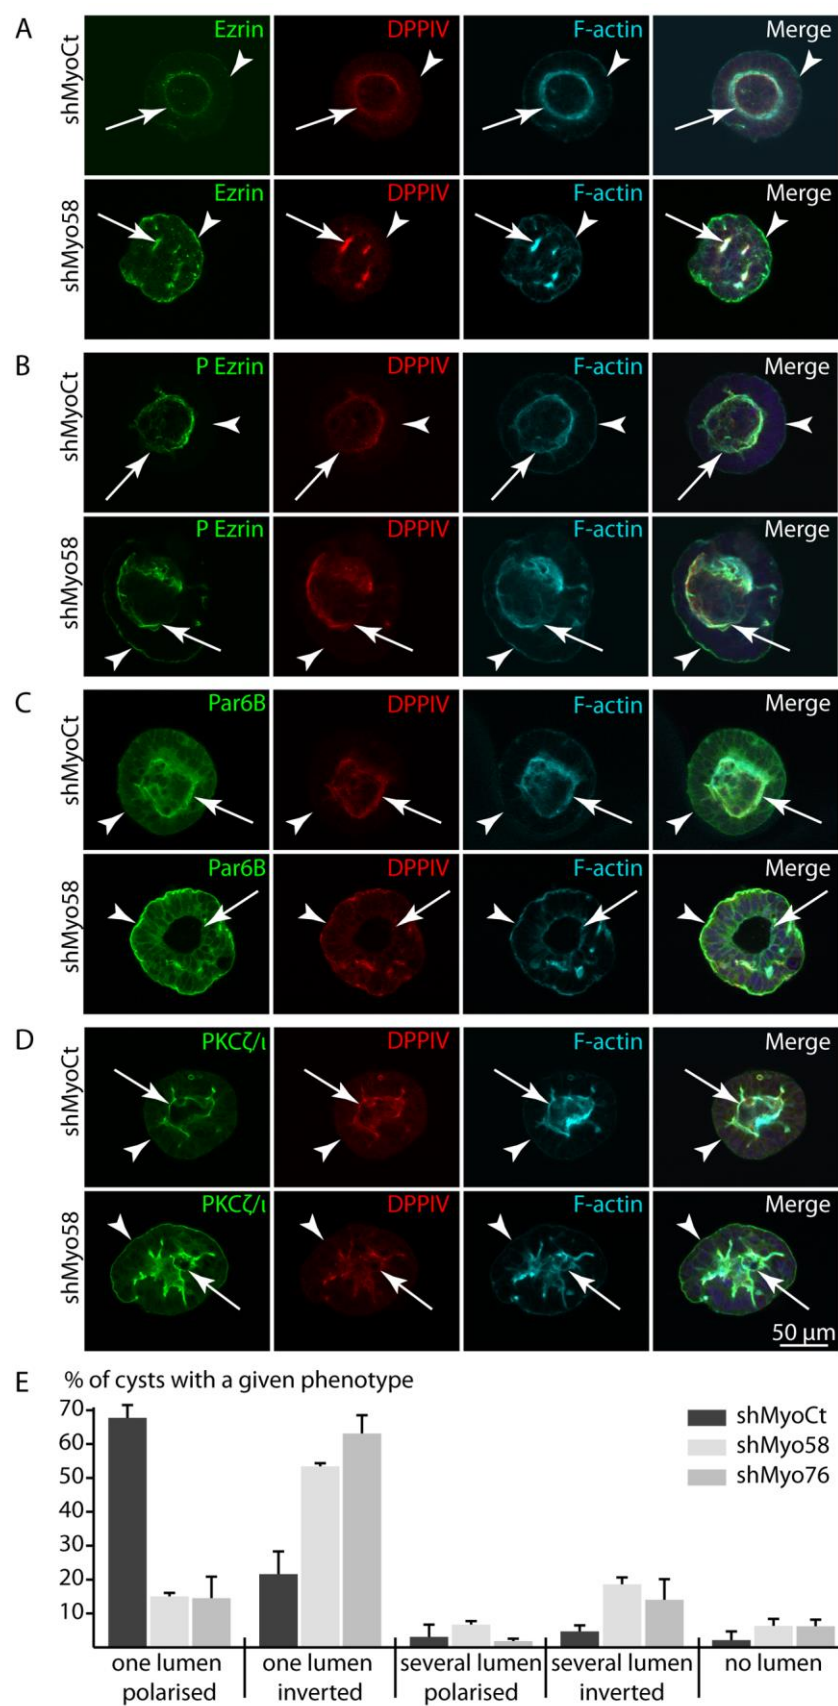 A
shMyoCt
Ezrin
DPPIV
F-actin
Merge
shMyo58
Ezrin
DPPIV
F-actin
Merge
B
shMyoCt
P Ezrin
DPPIV
F-actin
Merge
shMyo58
P Ezrin
DPPIV
F-actin
Merge
C
shMyoCt
Par6B
DPPIV
F-actin
Merge
shMyo58
Par6B
DPPIV
F-actin
Merge
D
shMyoCt
PKCζ/ι
DPPIV
F-actin
Merge
shMyo58
PKCζ/ι
DPPIV
F-actin
Merge
50 μm
E
% of cysts with a given phenotype
70
60
50
40
30
20
10
shMyoCt
shMyo58
shMyo76
one lumen
polarised
one lumen
inverted
several lumen
polarised
several lumen
inverted
no lumen